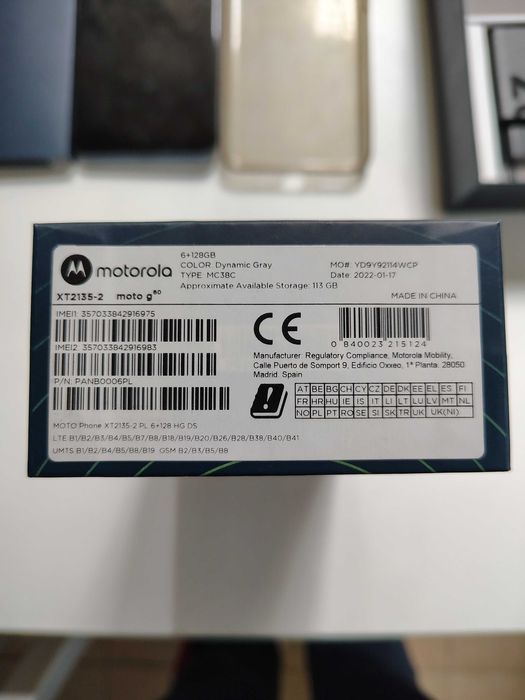 motorola
6+128GB
COLOR: Dynamic Gray
TYPE: MC38C
Approximate Available Storage: 113 GB
MO#: YD9Y92114WCP
Date: 2022-01-17
MADE IN CHINA
XT2135-2 moto g60
IMEI1: 357033842916975
IMEI2: 357033842916983
P/N: PANB0006PL
CE
0 840023 215124
Manufacturer: Regulatory Compliance, Motorola Mobility,
Calle Puerto de Somport 9, Edificio Oxxeo, 1ª Planta: 28050
Madrid. Spain
AT BE BG CH CY CZ DE DK EE EL ES FI
FR HR HU IE IS IT LI LT LU LV MT NL
NO PL PT RO SE SI SK TR UK UK(NI)
MOTO Phone XT2135-2 PL 6+128 HG DS
LTE B1/B2/B3/B4/B5/B7/B8/B18/B19/B20/B26/B28/B38/B40/B41
UMTS B1/B2/B4/B5/B8/B19 GSM B2/B3/B5/B8